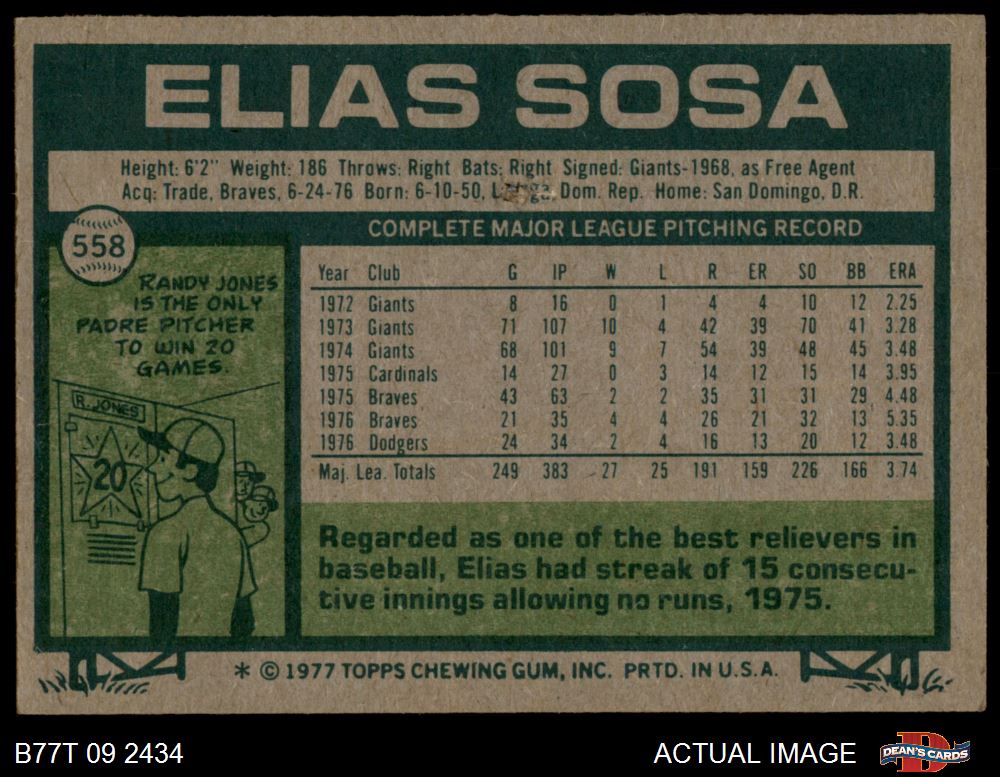 ELIAS SOSA
Height: 6'2" Weight: 186 Throws: Right Bats: Right Signed: Giants-1968, as Free Agent
Acq: Trade, Braves, 6-24-76 Born: 6-10-50, Dom. Rep. Home: San Domingo, D.R.
558
RANDY JONES
IS THE ONLY
PADRE PITCHER
TO WIN 20
GAMES.
R. JONES
20
COMPLETE MAJOR LEAGUE PITCHING RECORD
Year Club G IP W L R ER SO BB ERA
1972 Giants 8 16 0 1 4 4 10 12 2.25
1973 Giants 71 107 10 4 42 39 70 41 3.28
1974 Giants 68 101 9 7 54 39 48 45 3.48
1975 Cardinals 14 27 0 3 14 12 15 14 3.95
1975 Braves 43 63 2 2 35 31 31 29 4.48
1976 Braves 21 35 4 4 26 21 32 13 5.35
1976 Dodgers 24 34 2 4 16 13 20 12 3.48
Maj. Lea. Totals 249 383 27 25 191 159 226 166 3.74
Regarded as one of the best relievers in
baseball, Elias had streak of 15 consecu-
tive innings allowing no runs, 1975.
* © 1977 TOPPS CHEWING GUM, INC. PRTD. IN U.S.A.
B77T 09 2434
ACTUAL IMAGE
DEAN'S CARDS